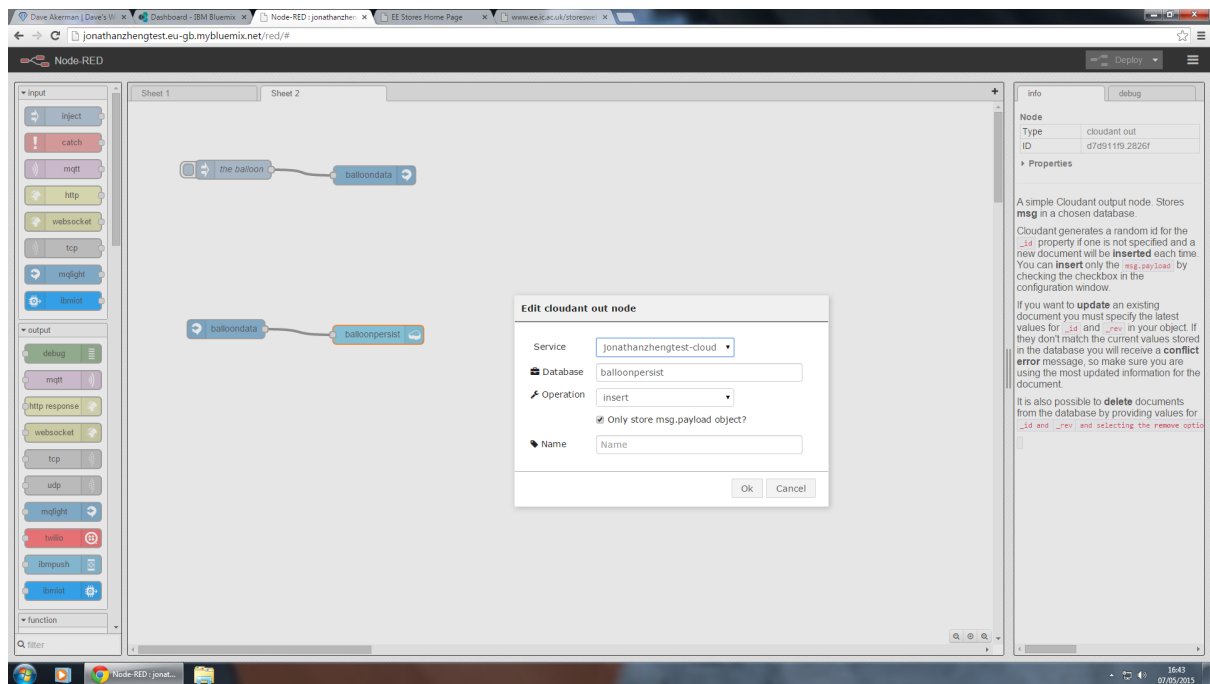 Dave Akerman | Dave's W
Dashboard - IBM Bluemix
Node-RED : jonathanzhen
EE Stores Home Page
www.ee.ic.ac.uk/storeswe
jonathanzhengtest.eu-gb.mybluemix.net/red/#
Node-RED
Deploy
input
inject
catch
mqtt
http
websocket
tcp
mqlight
ibmiot
output
debug
mqtt
http response
websocket
tcp
udp
mqlight
twilio
ibmpush
ibmiot
function
filter
Sheet 1
Sheet 2
+
the balloon
balloondata
balloondata
balloonpersist
Edit cloudant out node
Service jonathanzhengtest-cloud
Database balloonpersist
Operation insert
Only store msg.payload object?
Name Name
Ok Cancel
info debug
Node
Type cloudant out
ID d7d911f9.2826f
Properties
A simple Cloudant output node. Stores
msg in a chosen database.
Cloudant generates a random id for the
_id property if one is not specified and a
new document will be inserted each time.
You can insert only the msg.payload by
checking the checkbox in the
configuration window.
If you want to update an existing
document you must specify the latest
values for _id and _rev in your object. If
they don't match the current values stored
in the database you will receive a conflict
error message, so make sure you are
using the most updated information for the
document.
It is also possible to delete documents
from the database by providing values for
_id and _rev and selecting the remove optio
Node-RED : jonat...
16:43
07/05/2015